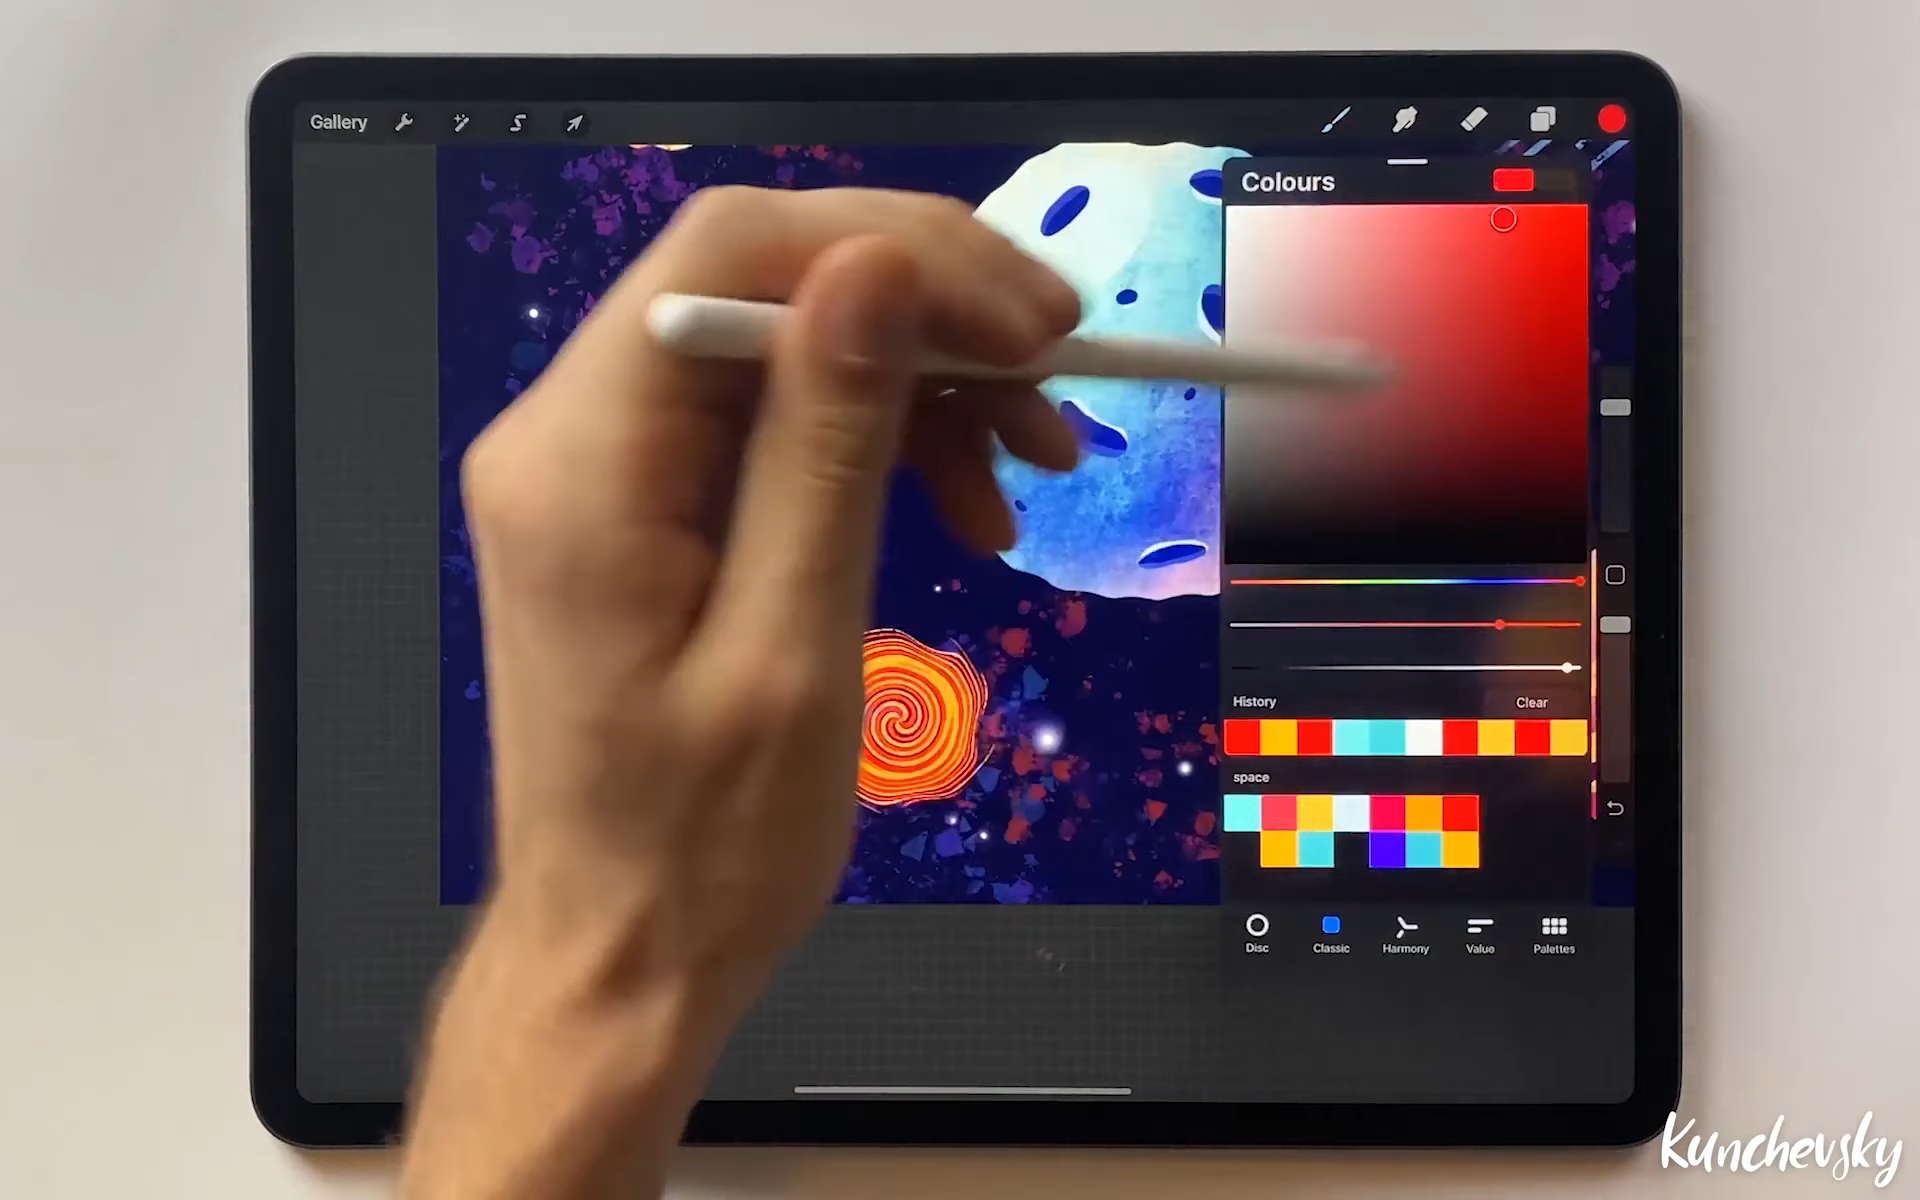 Gallery
Colours
History
Clear
space
Disc
Classic
Harmony
Value
Palettes
Kunchevsky